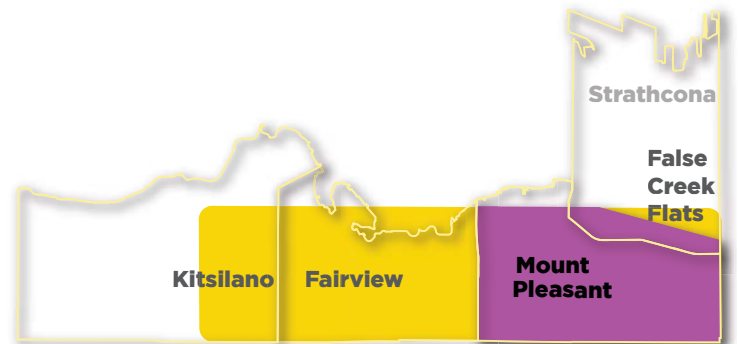 Strathcona
False
Creek
Flats
Kitsilano
Fairview
Mount
Pleasant